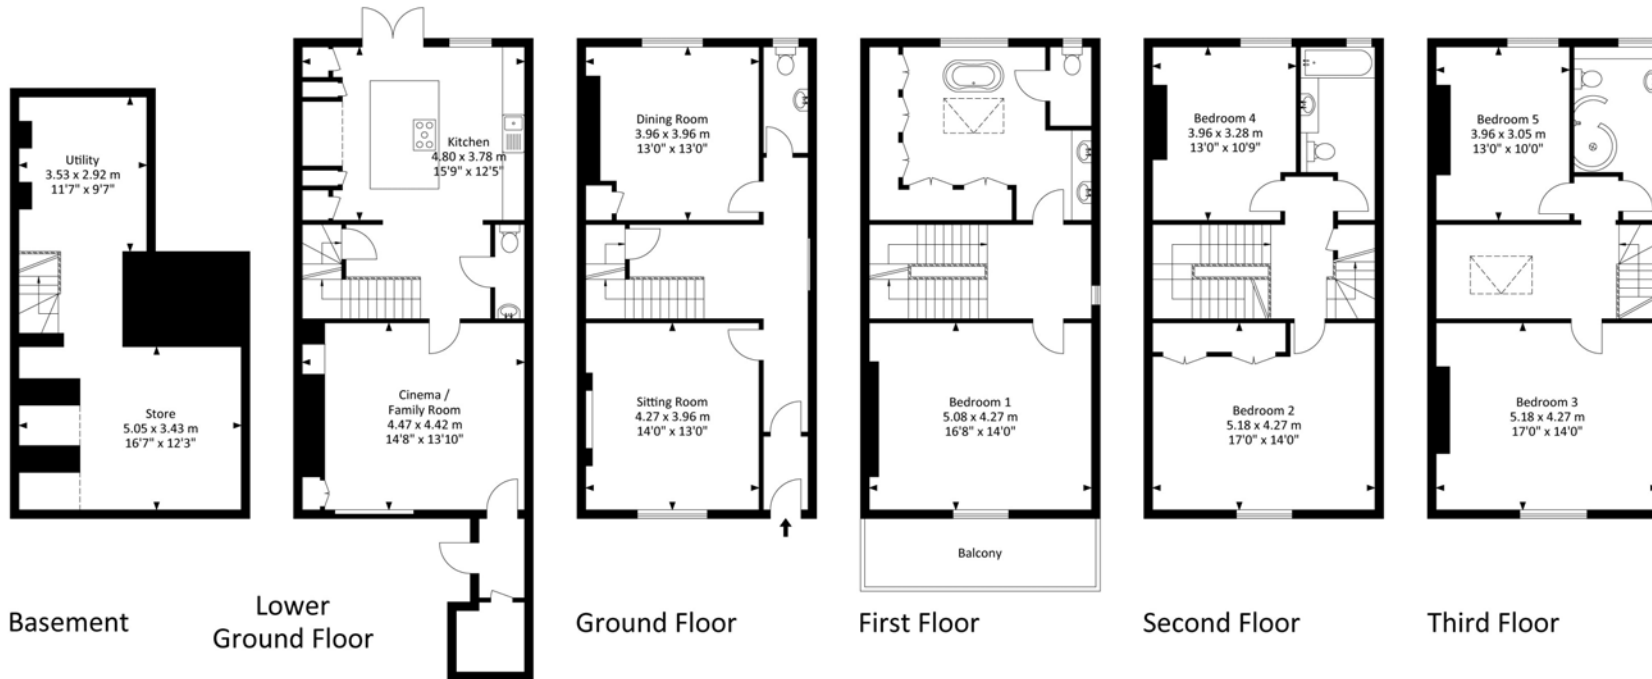 Utility
3.53 x 2.92 m
11'7" x 9'7"
Store
5.05 x 3.43 m
16'7" x 12'3"
Basement
Kitchen
4.80 x 3.78 m
15'9" x 12'5"
Cinema /
Family Room
4.47 x 4.42 m
14'8" x 13'10"
Lower
Ground Floor
Dining Room
3.96 x 3.96 m
13'0" x 13'0"
Sitting Room
4.27 x 3.96 m
14'0" x 13'0"
Ground Floor
Bedroom 1
5.08 x 4.27 m
16'8" x 14'0"
Balcony
First Floor
Bedroom 4
3.96 x 3.28 m
13'0" x 10'9"
Bedroom 2
5.18 x 4.27 m
17'0" x 14'0"
Second Floor
Bedroom 5
3.96 x 3.05 m
13'0" x 10'0"
Bedroom 3
5.18 x 4.27 m
17'0" x 14'0"
Third Floor